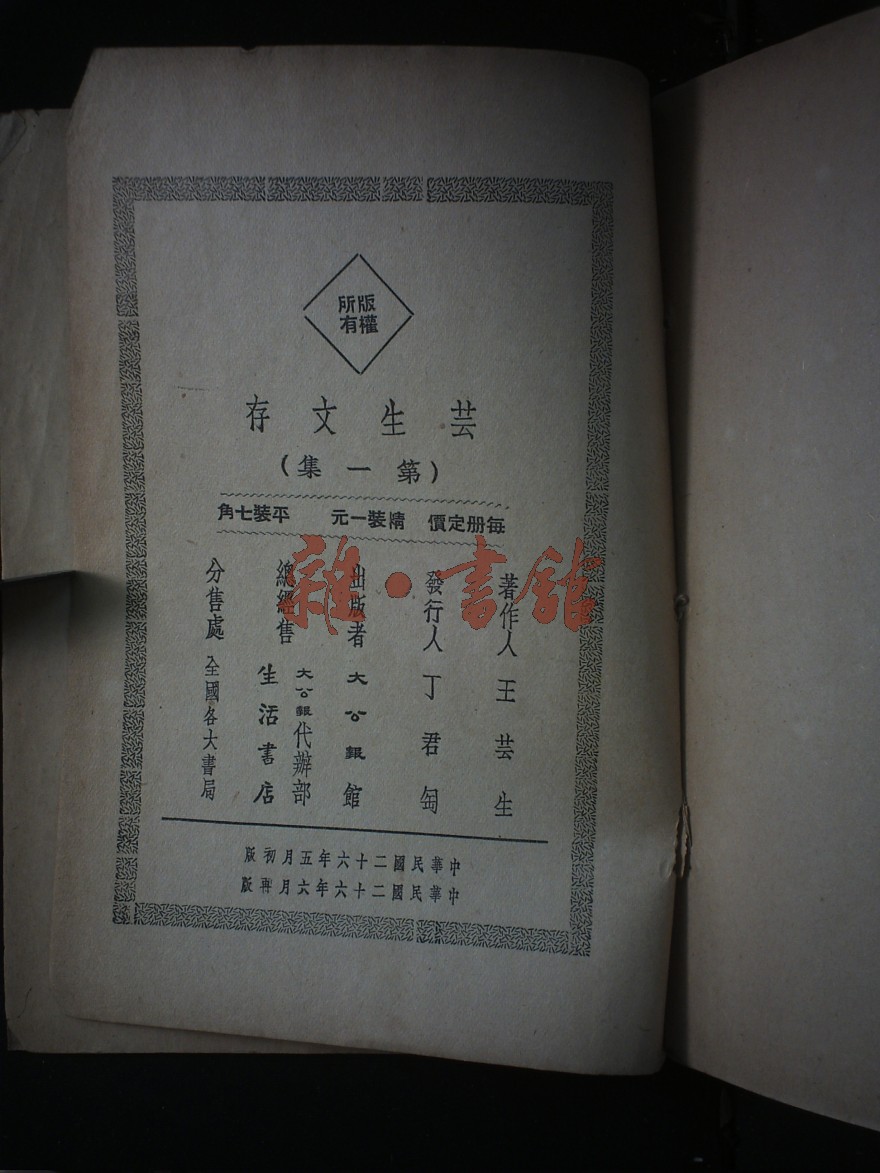 版權
所有
芸生文存
(第一集)
每册定價 精裝一元 平裝七角
著作人 王芸生
發行人 丁君匋
出版者 大公報館
總經售 大公報代辦部
生活書店
分售處 全國各大書局
中華民國二十六年五月初版
中華民國二十六年六月再版
雜·書館